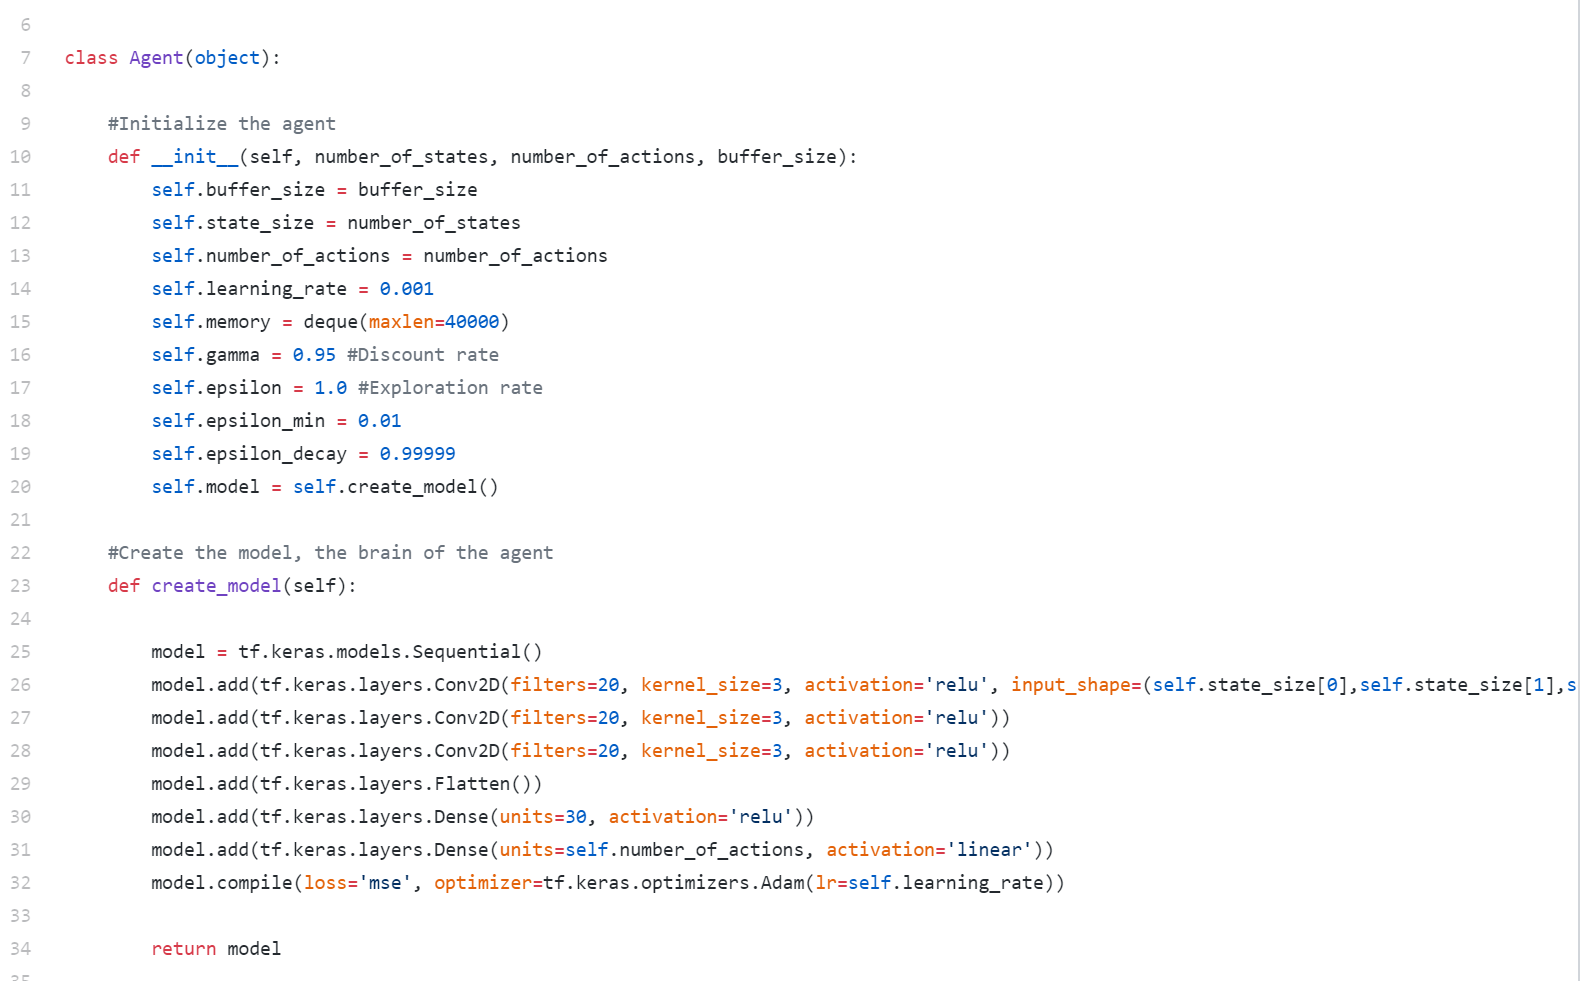 6
7 class Agent(object):
8
9 #Initialize the agent
10 def __init__(self, number_of_states, number_of_actions, buffer_size):
11 self.buffer_size = buffer_size
12 self.state_size = number_of_states
13 self.number_of_actions = number_of_actions
14 self.learning_rate = 0.001
15 self.memory = deque(maxlen=40000)
16 self.gamma = 0.95 #Discount rate
17 self.epsilon = 1.0 #Exploration rate
18 self.epsilon_min = 0.01
19 self.epsilon_decay = 0.99999
20 self.model = self.create_model()
21
22 #Create the model, the brain of the agent
23 def create_model(self):
24
25 model = tf.keras.models.Sequential()
26 model.add(tf.keras.layers.Conv2D(filters=20, kernel_size=3, activation='relu', input_shape=(self.state_size[0],self.state_size[1],s
27 model.add(tf.keras.layers.Conv2D(filters=20, kernel_size=3, activation='relu'))
28 model.add(tf.keras.layers.Conv2D(filters=20, kernel_size=3, activation='relu'))
29 model.add(tf.keras.layers.Flatten())
30 model.add(tf.keras.layers.Dense(units=30, activation='relu'))
31 model.add(tf.keras.layers.Dense(units=self.number_of_actions, activation='linear'))
32 model.compile(loss='mse', optimizer=tf.keras.optimizers.Adam(lr=self.learning_rate))
33
34 return model
35